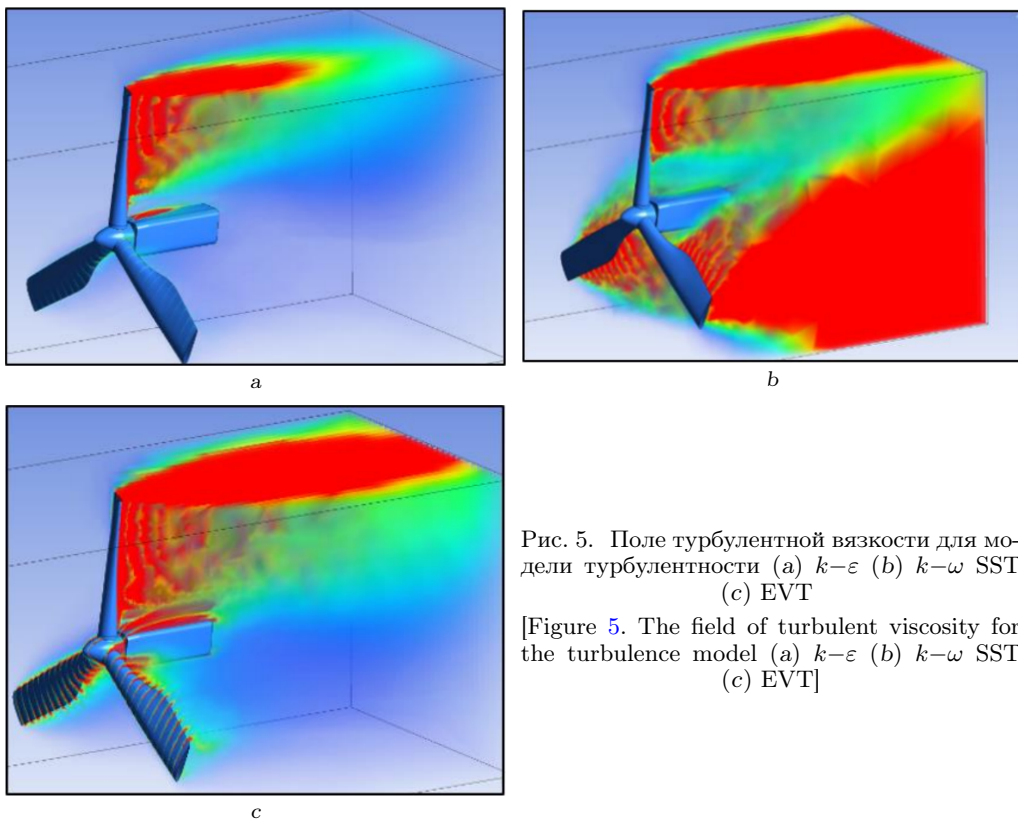 a
b
c
Рис. 5. Поле турбулентной вязкости для мо-
дели турбулентности (a) k−ε (b) k−ω SST
(c) EVT
[Figure 5. The field of turbulent viscosity for
the turbulence model (a) k−ε (b) k−ω SST
(c) EVT]